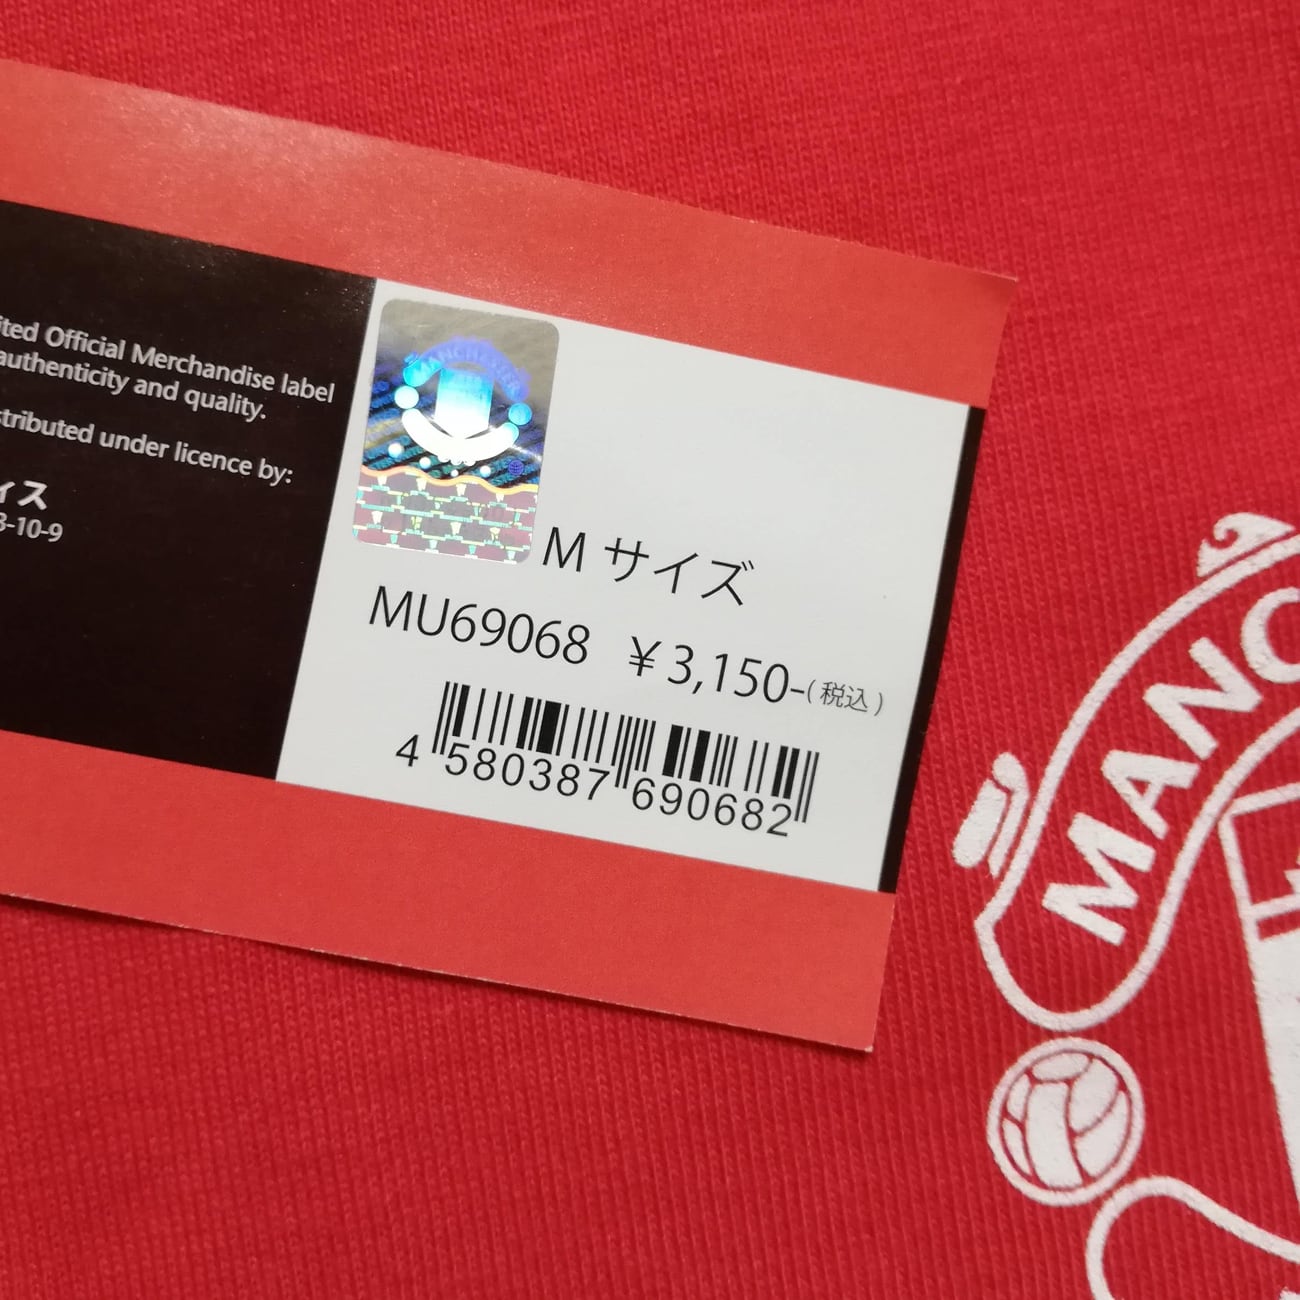 ited Official Merchandise label
authenticity and quality.
stributed under licence by:
ィス
3-10-9
MANCHESTER
M サイズ
MU69068 ¥3,150-(税込)
4 580387 690682
MANC